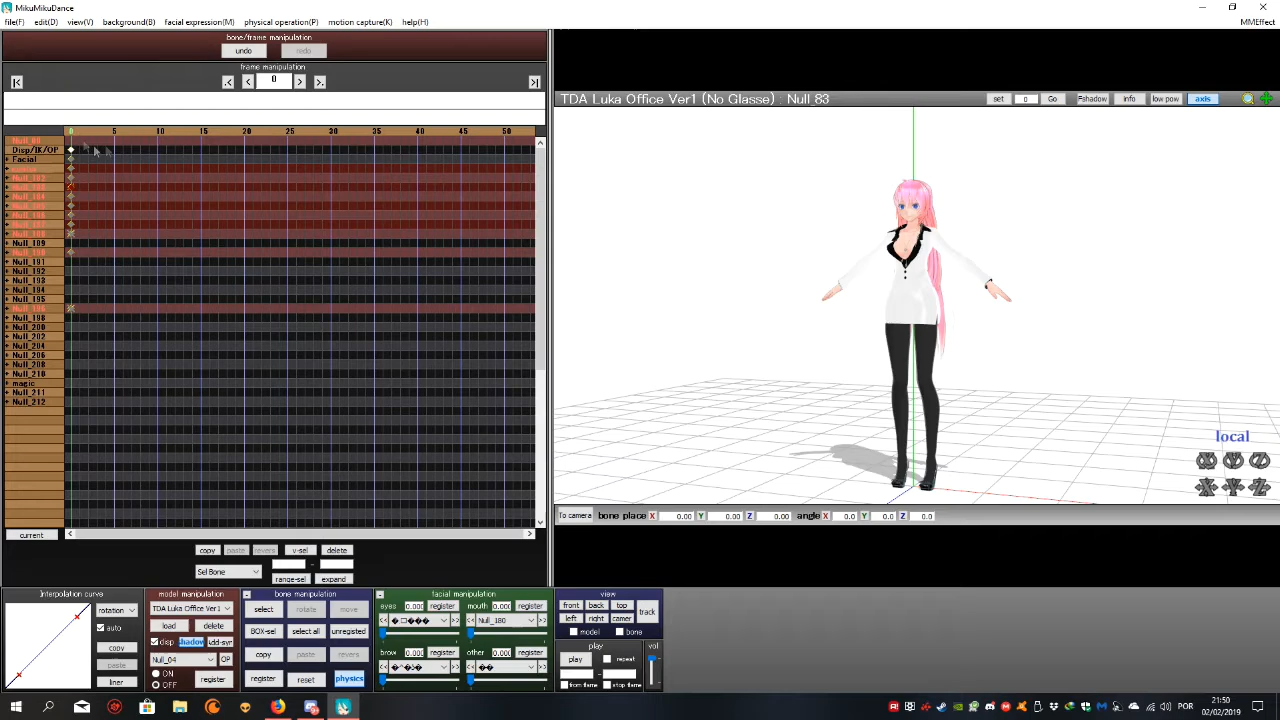 MikuMikuDance
file(F) edit(D) view(V) background(B) facial expression(M) physical operation(P) motion capture(K) help(H)
MMEffect
bone/frame manipulation
undo redo
frame manipulation
|< .< < 0 > >. >|
TDA Luka Office Ver1 (No Glasse) : Null_83
set 0 Go Fshadow info low pow axis
0 5 10 15 20 25 30 35 40 45 50
Disp/IK/OP
+ Facial
+ Null_189
+ Null_191
+ Null_192
+ Null_193
+ Null_194
+ Null_195
+ Null_198
+ Null_200
+ Null_202
+ Null_204
+ Null_206
+ Null_208
+ Null_210
+ magic
+ Null_211
+ Null_212
local
To camera bone place X 0.00 Y 0.00 Z 0.00 angle X 0.0 Y 0.0 Z 0.0
current
copy paste revers v-sel delete
Sel Bone
-
range-sel expand
Interpolation curve
rotation
auto
copy
paste
liner
model manipulation
TDA Luka Office Ver1
load delete
disp shadow add-syn
Null_04 OP
ON
OFF
register
- bone manipulation
select rotate move
BOX-sel select all unregisted
copy paste revers
register reset physics
- facial manipulation
eyes 0.000 register mouth 0.000 register
<< >> << Null_180 >>
brow 0.000 register other 0.000 register
<< >> << >>
view
front back top
left right camer
track
model bone
play
play repeat
-
from flame stop flame
vol
POR
21:50
02/02/2019